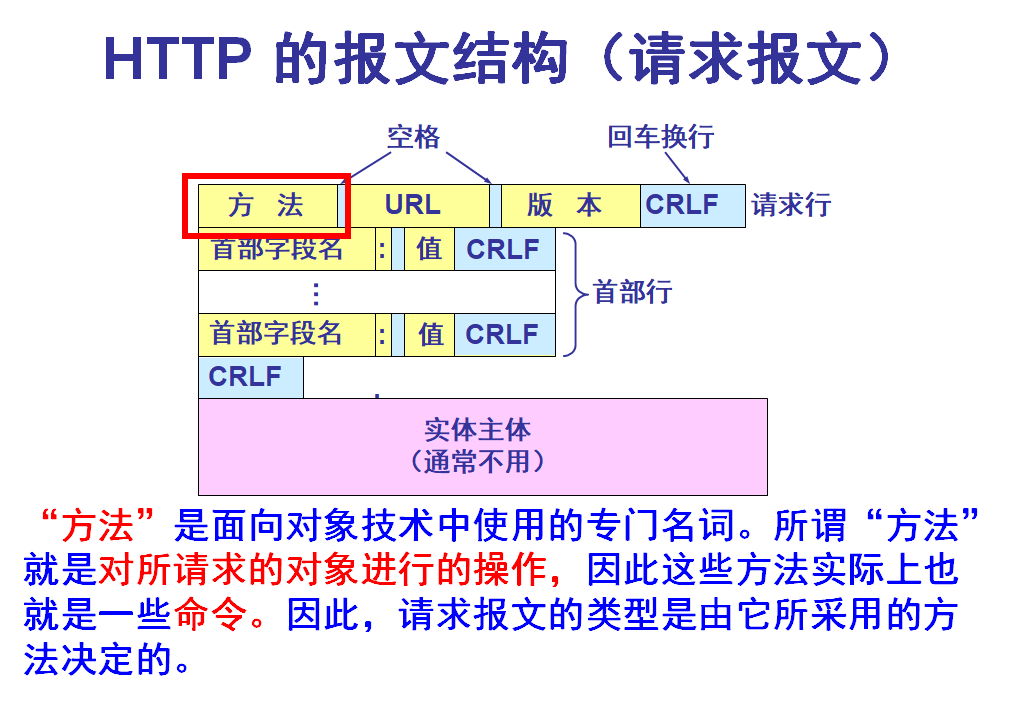 HTTP 的报文结构（请求报文）
空格
回车换行
方 法 URL 版 本 CRLF 请求行
首部字段名 : 值 CRLF
⋮
首部行
首部字段名 : 值 CRLF
CRLF
实体主体
（通常不用）
“方法”是面向对象技术中使用的专门名词。所谓“方法”
就是对所请求的对象进行的操作，因此这些方法实际上也
就是一些命令。因此，请求报文的类型是由它所采用的方
法决定的。